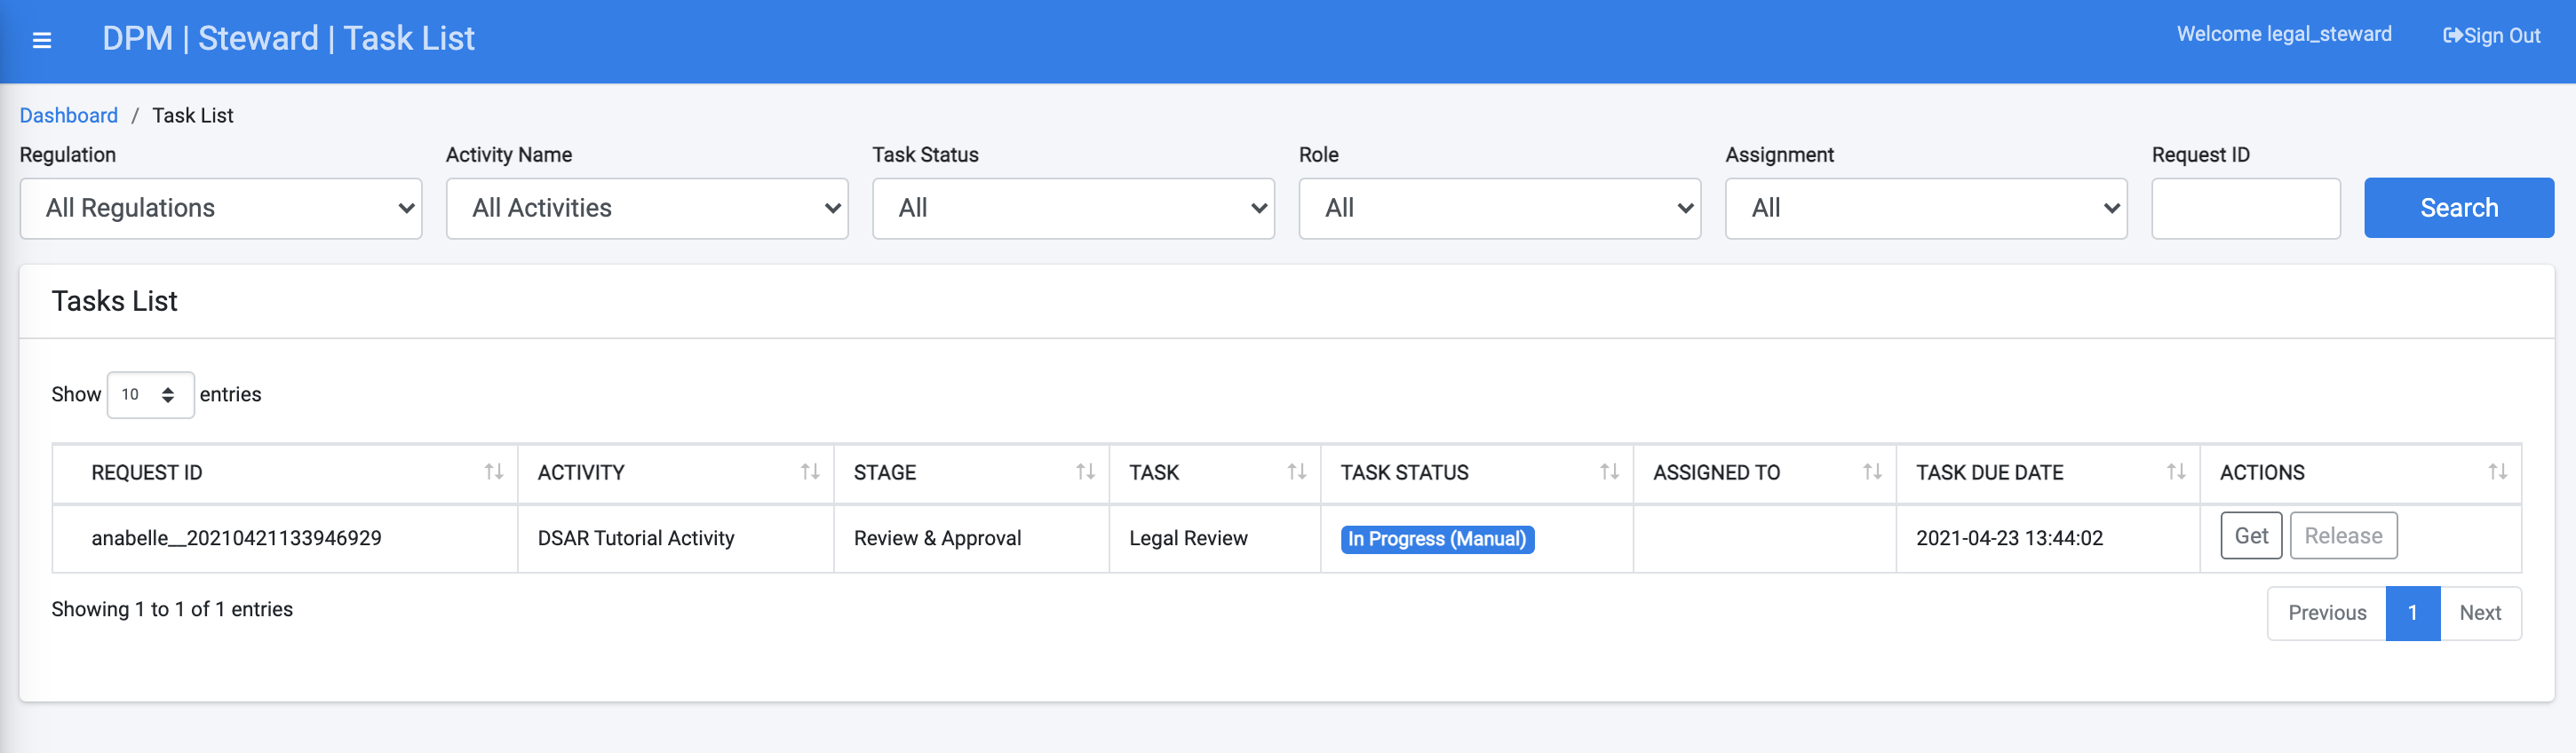 DPM | Steward | Task List
Welcome legal_steward
Sign Out
Dashboard / Task List
Regulation
Activity Name
Task Status
Role
Assignment
Request ID
All Regulations
All Activities
All
All
All
Search
Tasks List
Show 10 entries
REQUEST ID
ACTIVITY
STAGE
TASK
TASK STATUS
ASSIGNED TO
TASK DUE DATE
ACTIONS
anabelle__20210421133946929
DSAR Tutorial Activity
Review & Approval
Legal Review
In Progress (Manual)
2021-04-23 13:44:02
Get
Release
Showing 1 to 1 of 1 entries
Previous
1
Next